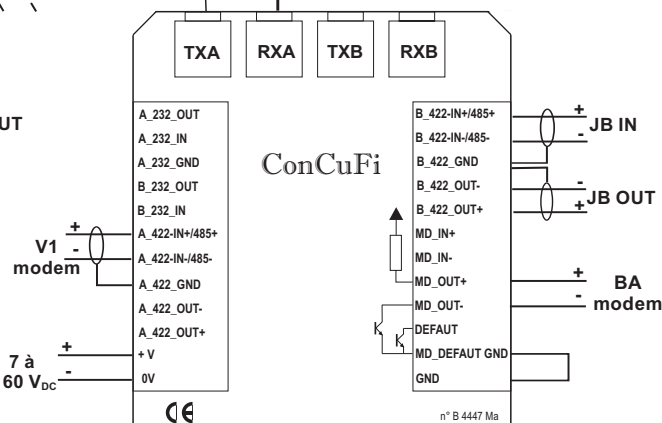 TXA RXA TXB RXB
UT
ConCuFi
A_232_OUT
A_232_IN
A_232_GND
B_232_OUT
B_232_IN
A_422-IN+/485+
A_422-IN-/485-
A_422_GND
A_422_OUT-
A_422_OUT+
+ V
0V
+
-
V1
modem
+
-
7 à
60 VDC
B_422-IN+/485+
B_422-IN-/485-
B_422_GND
B_422_OUT-
B_422_OUT+
MD_IN+
MD_IN-
MD_OUT+
MD_OUT-
DEFAUT
MD_DEFAUT GND
GND
+
-
JB IN
-
+
JB OUT
+
-
BA
modem
CE
n° B 4447 Ma